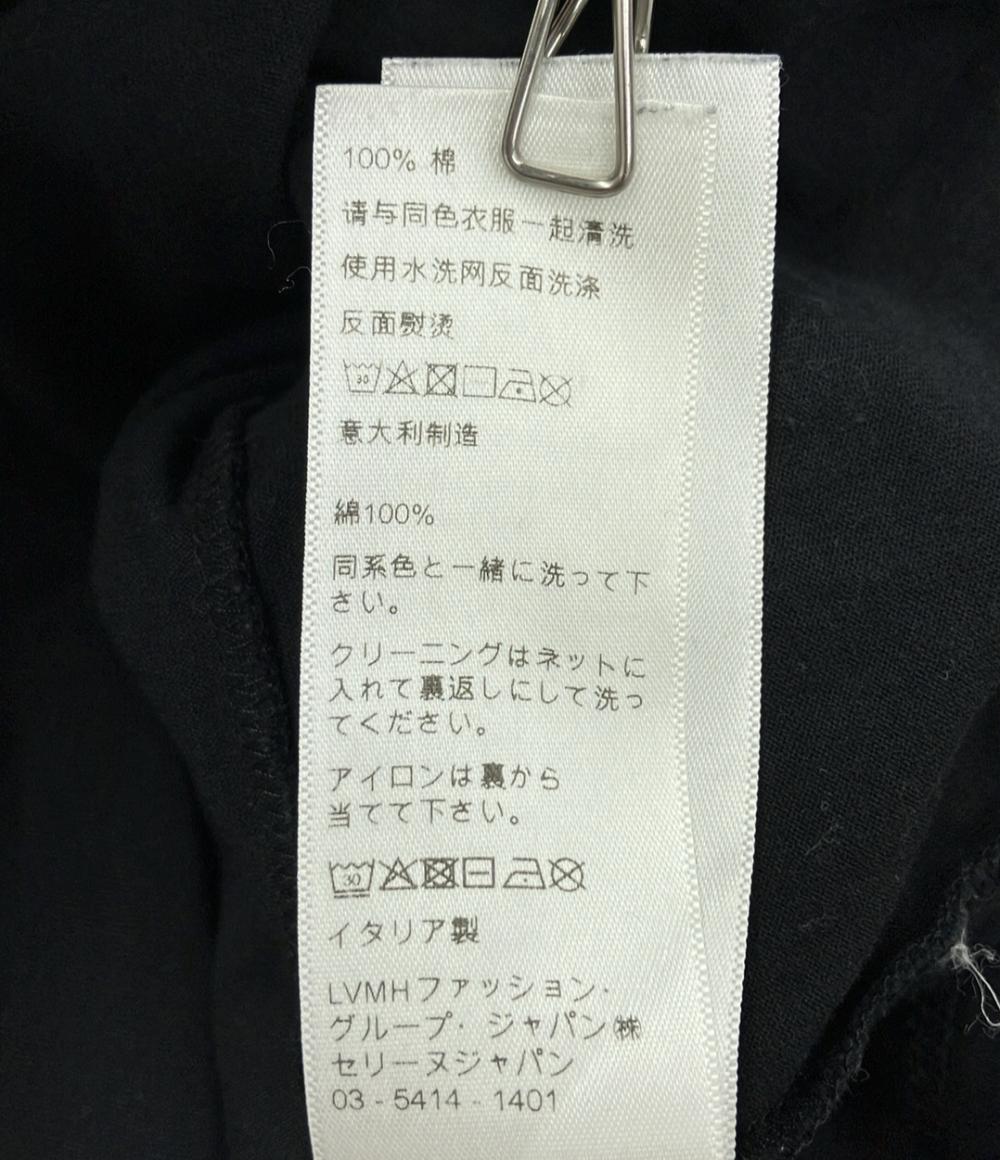 100% 棉
请与同色衣服一起清洗
使用水洗网反面洗涤
反面熨烫
30
意大利制造
綿100%
同系色と一緒に洗って下
さい。
クリーニングはネットに
入れて裏返しにして洗っ
てください。
アイロンは裏から
当てて下さい。
30
イタリア製
LVMHファッション・
グループ・ジャパン㈱
セリーヌジャパン
03 - 5414 - 1401